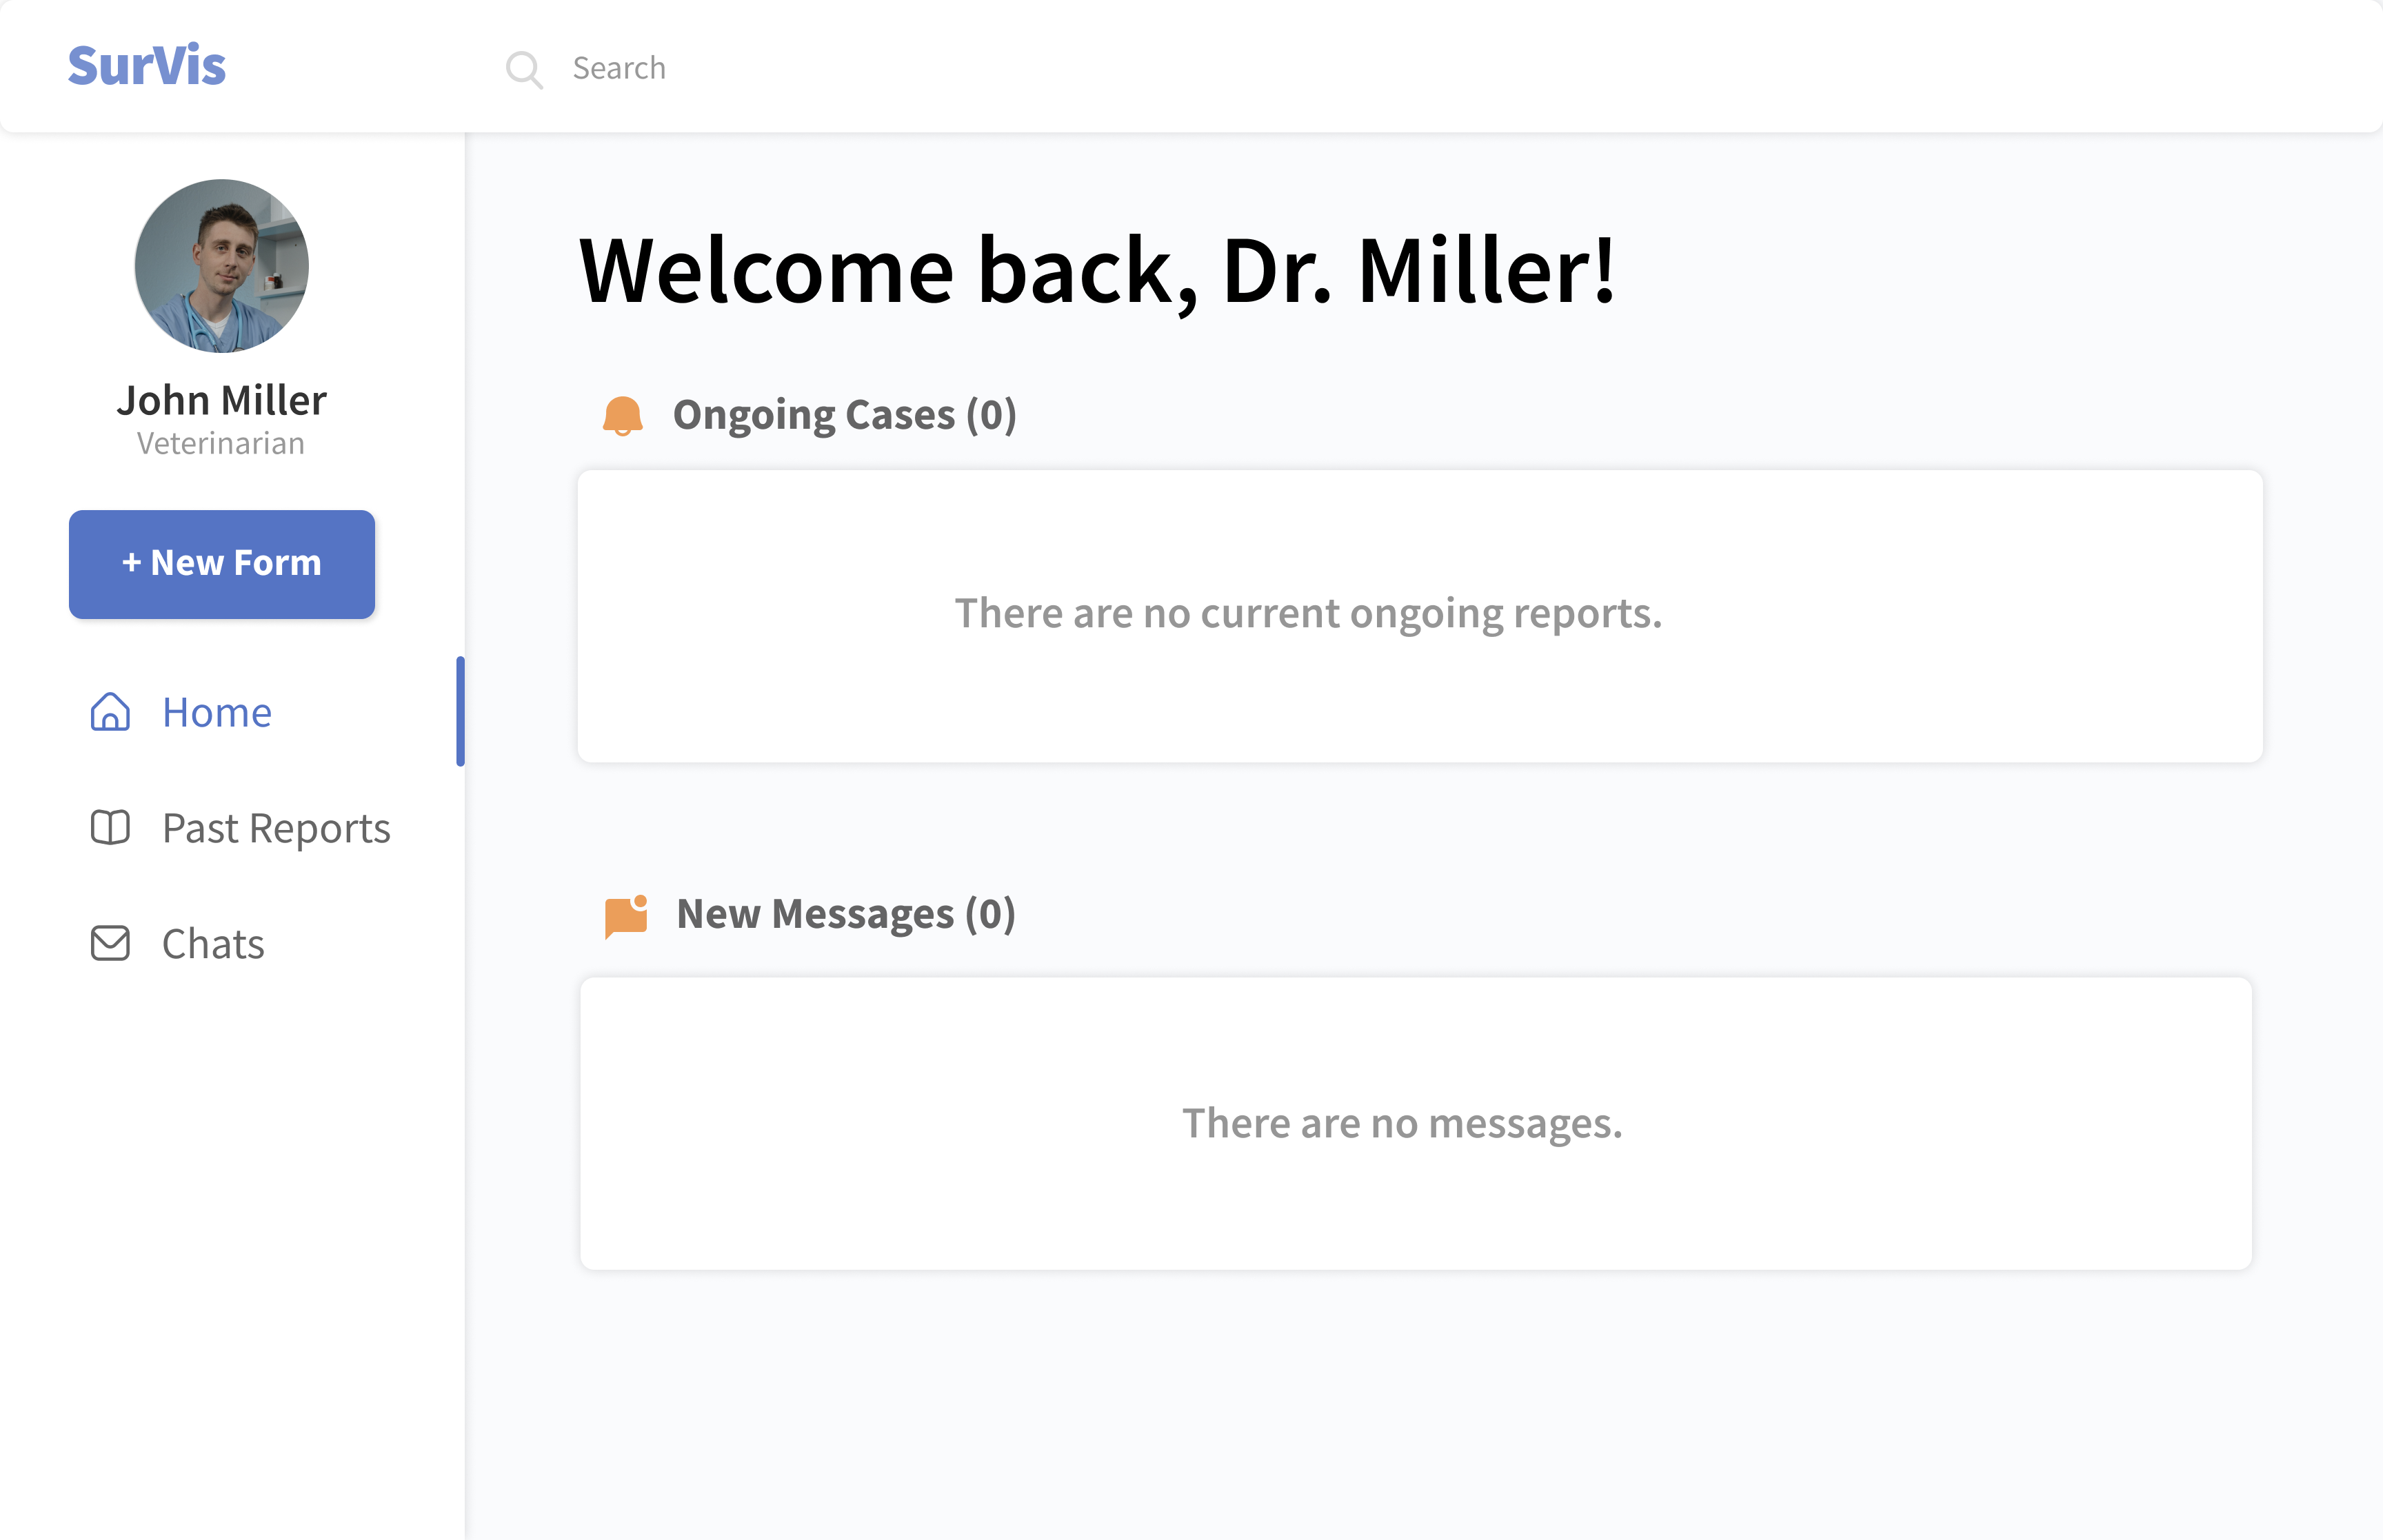 SurVis
Search
John Miller
Veterinarian
+ New Form
Home
Past Reports
Chats
Welcome back, Dr. Miller!
Ongoing Cases (0)
There are no current ongoing reports.
New Messages (0)
There are no messages.